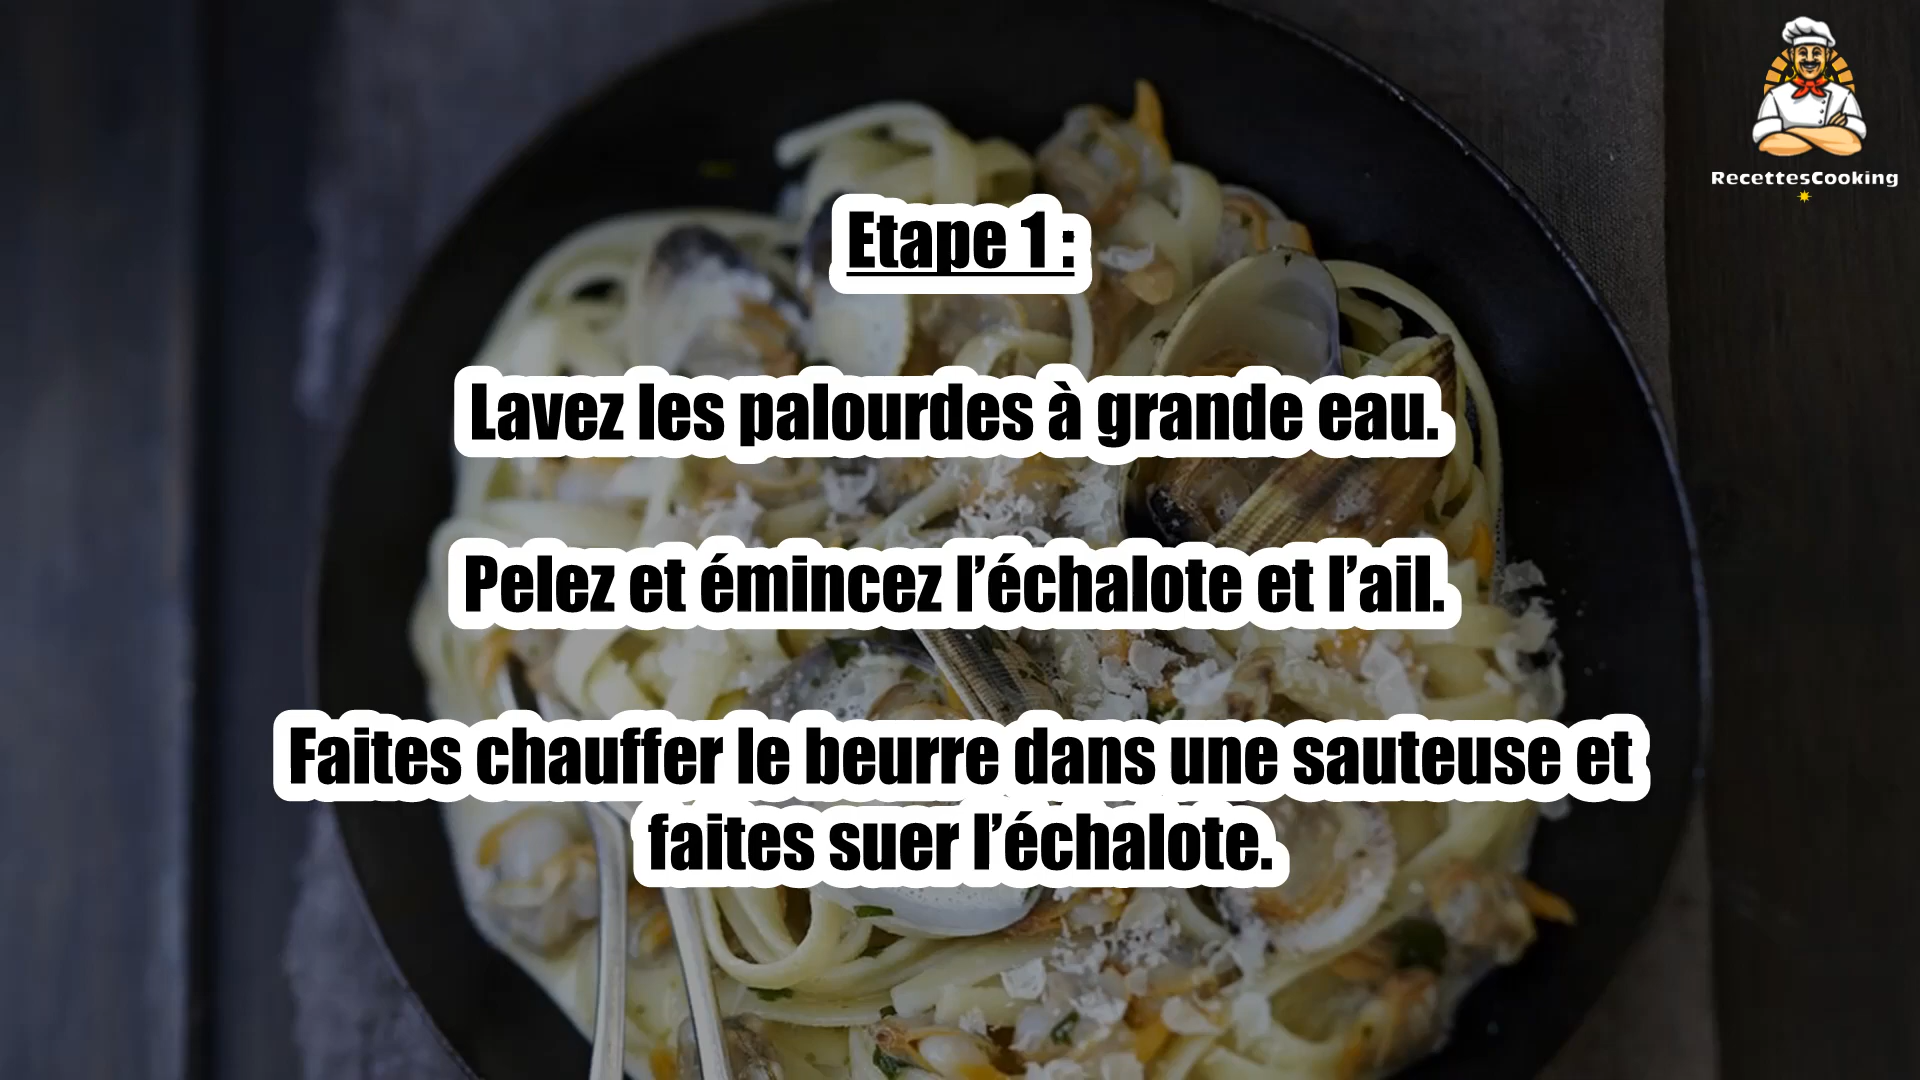 RecettesCooking
Etape 1 :
Lavez les palourdes à grande eau.
Pelez et émincez l’échalote et l’ail.
Faites chauffer le beurre dans une sauteuse et
faites suer l’échalote.